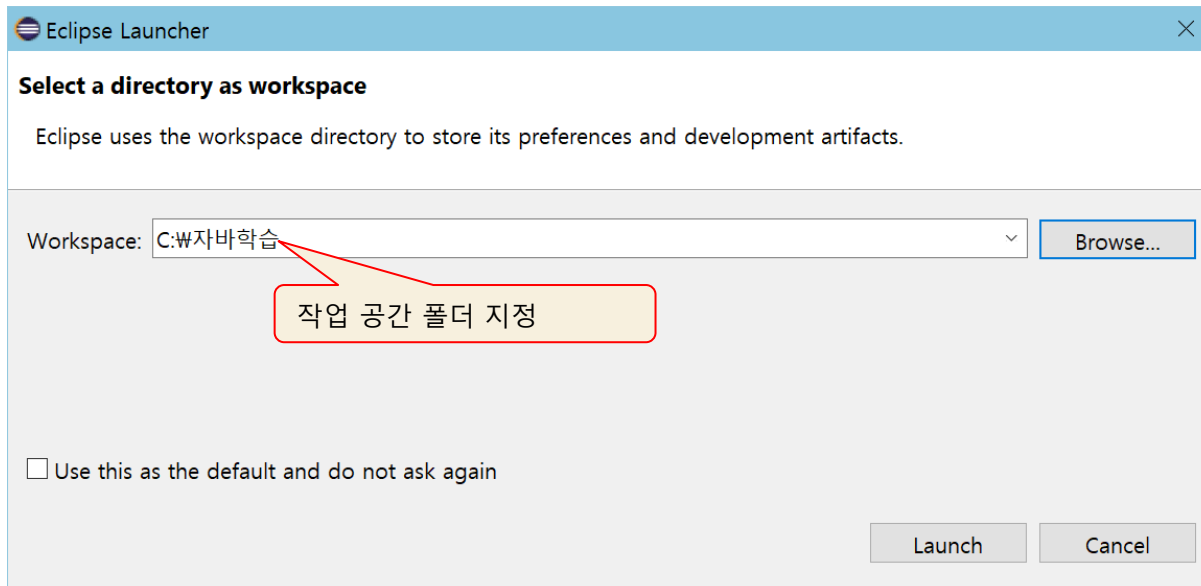 Eclipse Launcher
Select a directory as workspace
Eclipse uses the workspace directory to store its preferences and development artifacts.
Workspace: C:₩자바학습 Browse...
작업 공간 폴더 지정
Use this as the default and do not ask again
Launch Cancel